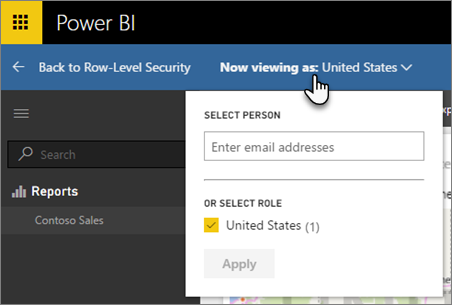 Power BI
Back to Row-Level Security
Now viewing as: United States
Search
SELECT PERSON
Enter email addresses
OR SELECT ROLE
United States (1)
Apply
Reports
Contoso Sales